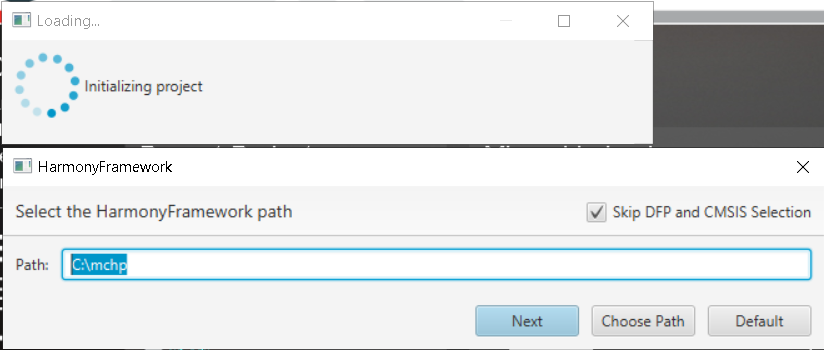 Loading...
Initializing project
HarmonyFramework
Select the HarmonyFramework path
Skip DFP and CMSIS Selection
Path: C:\mchp
Next Choose Path Default